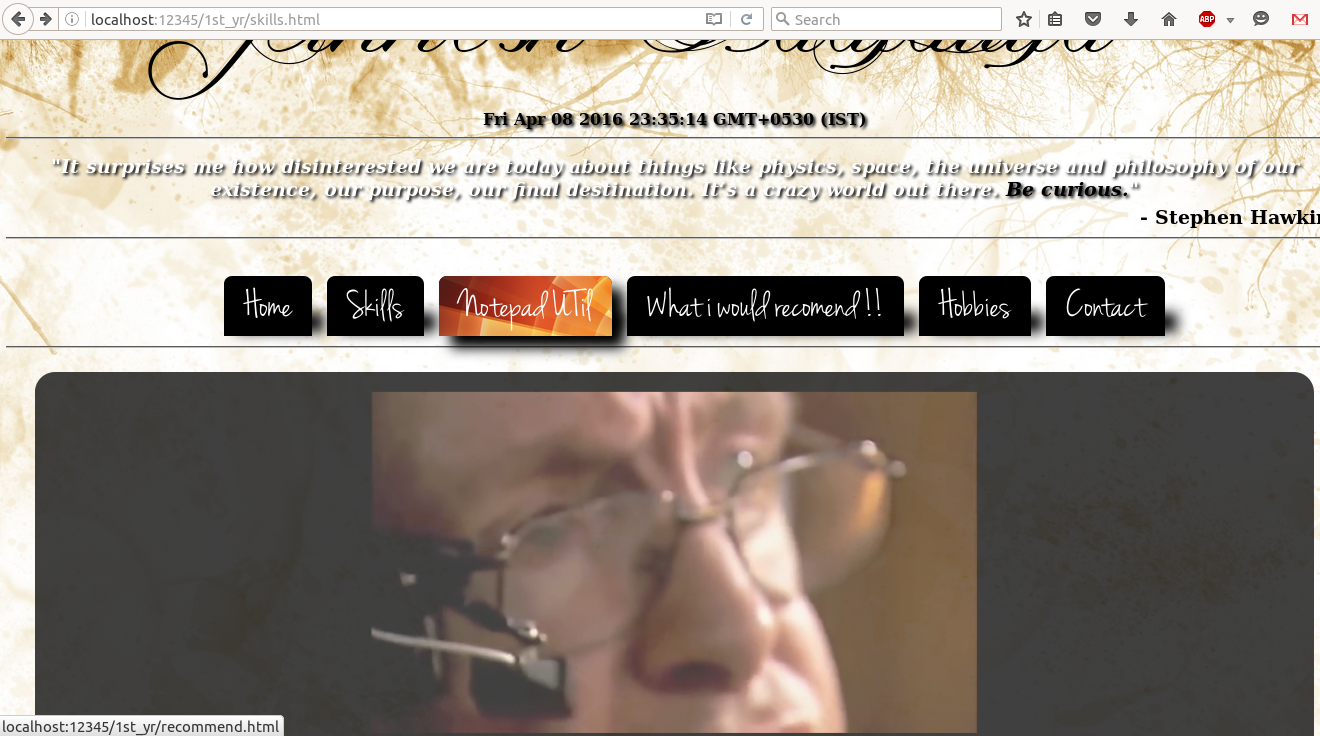 localhost:12345/1st_yr/skills.html
Search
ABP
Fri Apr 08 2016 23:35:14 GMT+0530 (IST)
"It surprises me how disinterested we are today about things like physics, space, the universe and philosophy of our
existence, our purpose, our final destination. It's a crazy world out there. Be curious."
- Stephen Hawkin
Home Skills Notepad UTil What i would recomend !! Hobbies Contact
localhost:12345/1st_yr/recommend.html